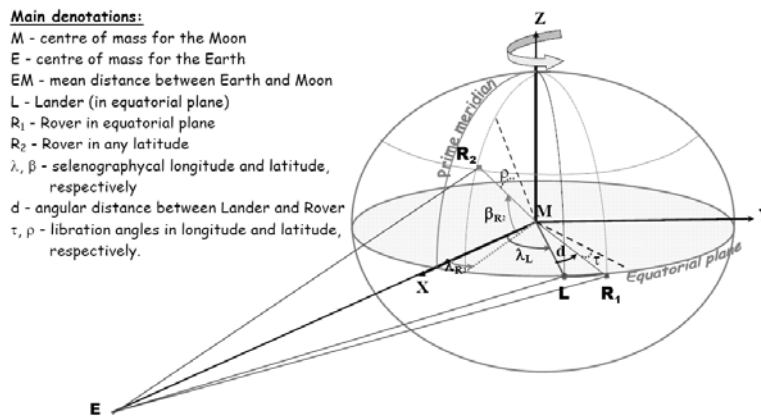 Main denotations:
M - centre of mass for the Moon
E - centre of mass for the Earth
EM - mean distance between Earth and Moon
L - Lander (in equatorial plane)
R₁ - Rover in equatorial plane
R₂ - Rover in any latitude
λ, β - selenographycal longitude and latitude,
respectively
d - angular distance between Lander and Rover
τ, ρ - libration angles in longitude and latitude,
respectively.
Z
Prime meridian
R₂
ρ
β_R₂
M
λ_L
d
τ
λ_R
X
L
R₁
Equatorial plane
E